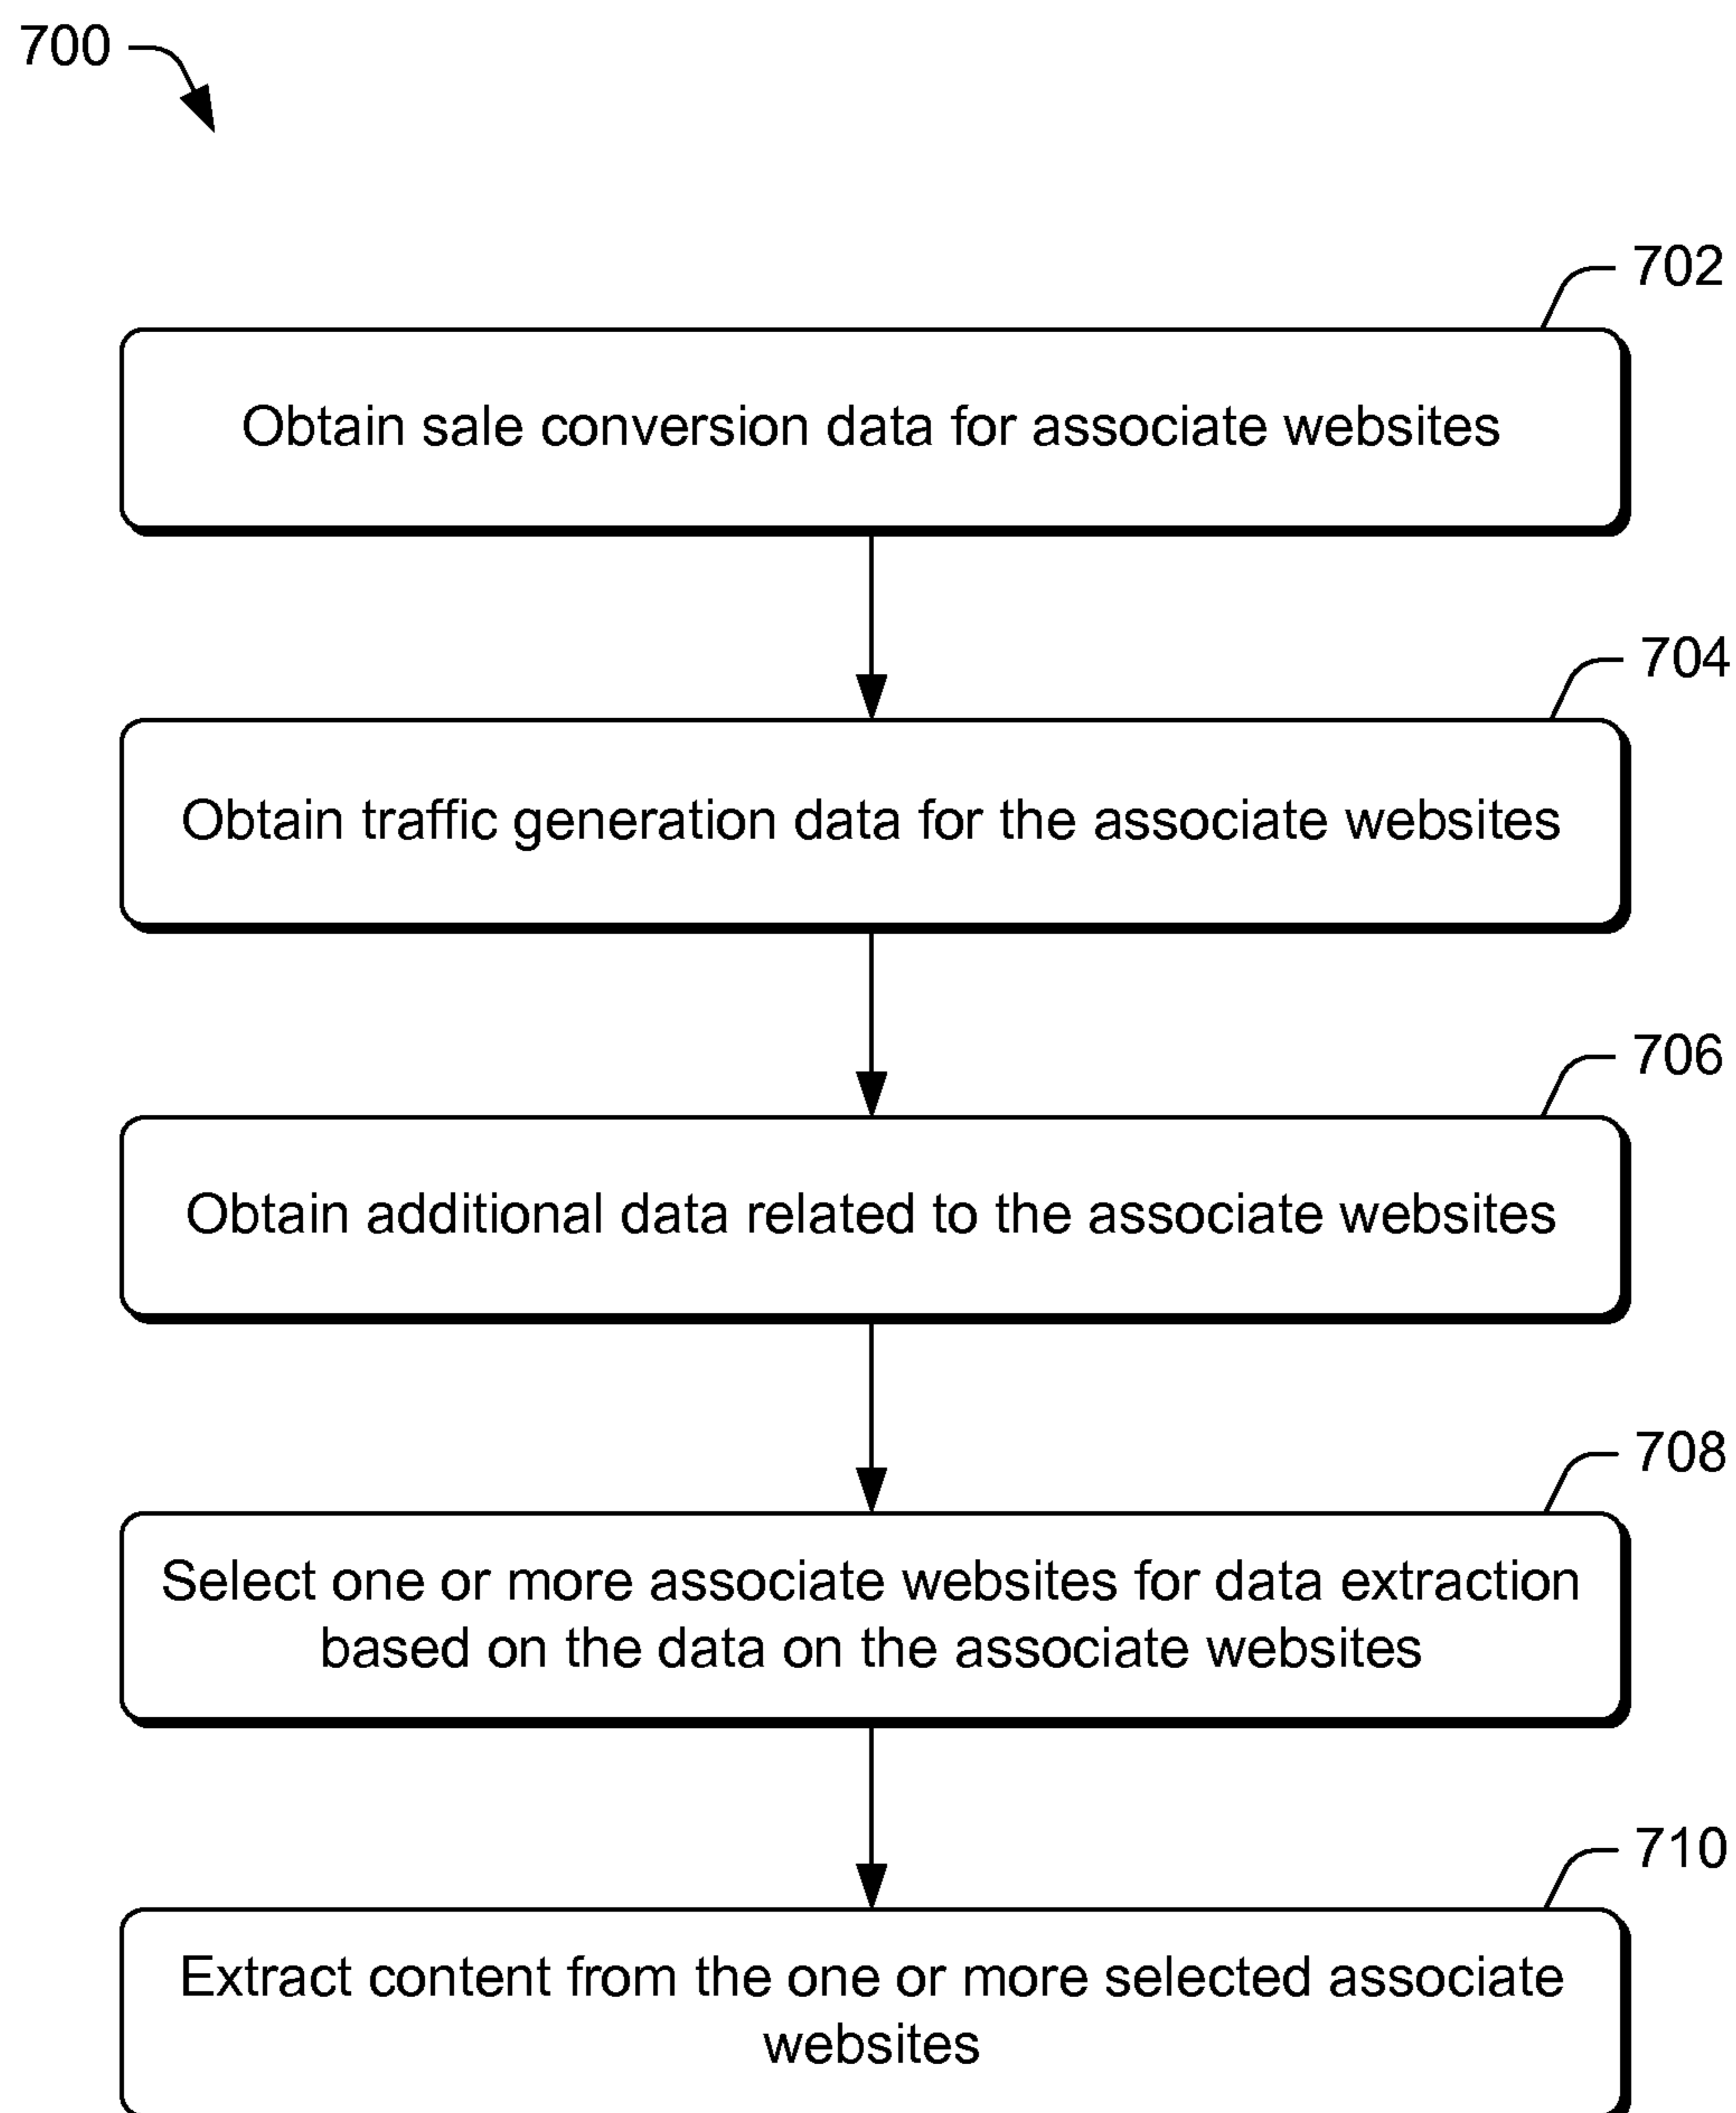 700
702
Obtain sale conversion data for associate websites
704
Obtain traffic generation data for the associate websites
706
Obtain additional data related to the associate websites
708
Select one or more associate websites for data extraction
based on the data on the associate websites
710
Extract content from the one or more selected associate
websites